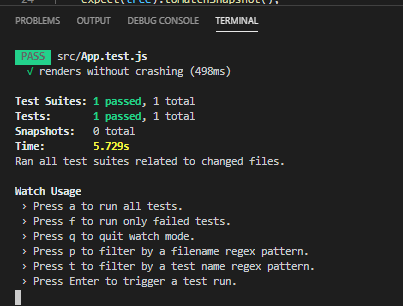 24 expect(tree).toMatchSnapshot();
PROBLEMS OUTPUT DEBUG CONSOLE TERMINAL
PASS src/App.test.js
√ renders without crashing (498ms)
Test Suites: 1 passed, 1 total
Tests: 1 passed, 1 total
Snapshots: 0 total
Time: 5.729s
Ran all test suites related to changed files.
Watch Usage
› Press a to run all tests.
› Press f to run only failed tests.
› Press q to quit watch mode.
› Press p to filter by a filename regex pattern.
› Press t to filter by a test name regex pattern.
› Press Enter to trigger a test run.